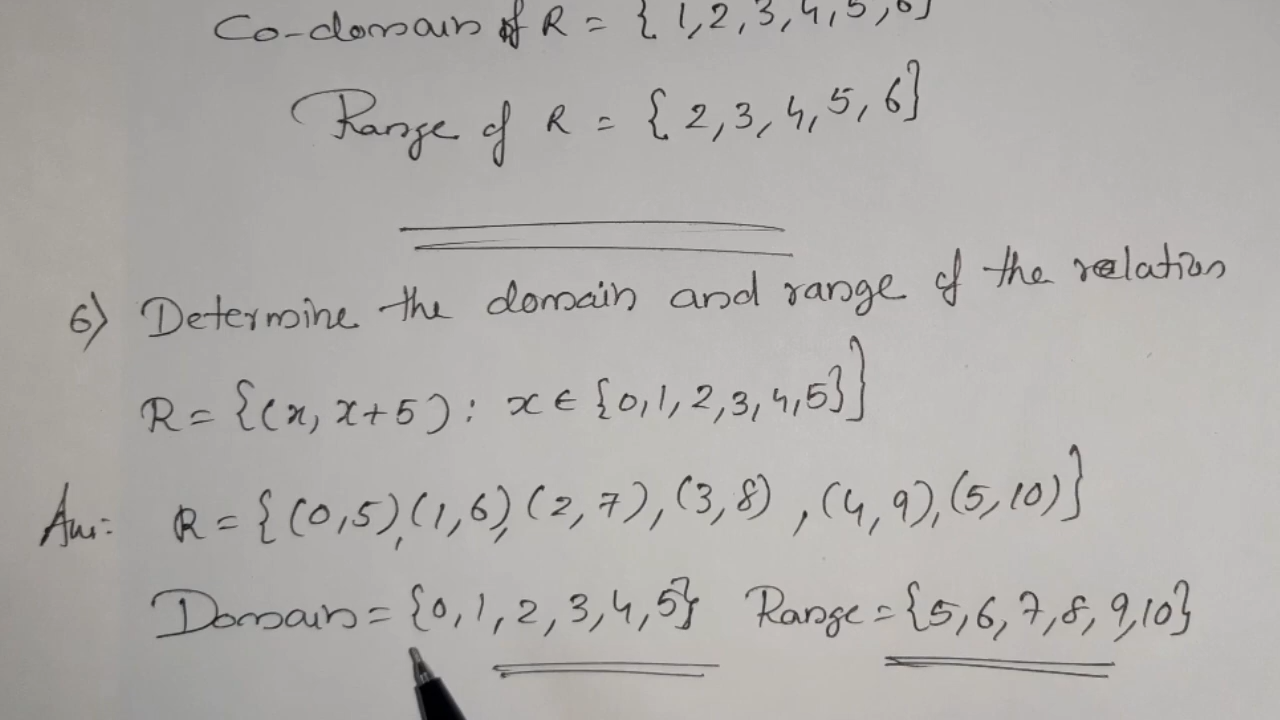 Co-domain of R = { 1,2,3,4,5,6}
Range of R = { 2,3,4,5,6}
6) Determine the domain and range of the relation
R = {(x, x+5) : x ∈ {0,1,2,3,4,5}}
Ans: R = { (0,5),(1,6),(2,7),(3,8) ,(4,9),(5,10)}
Domain = {0,1,2,3,4,5} Range = {5,6,7,8,9,10}